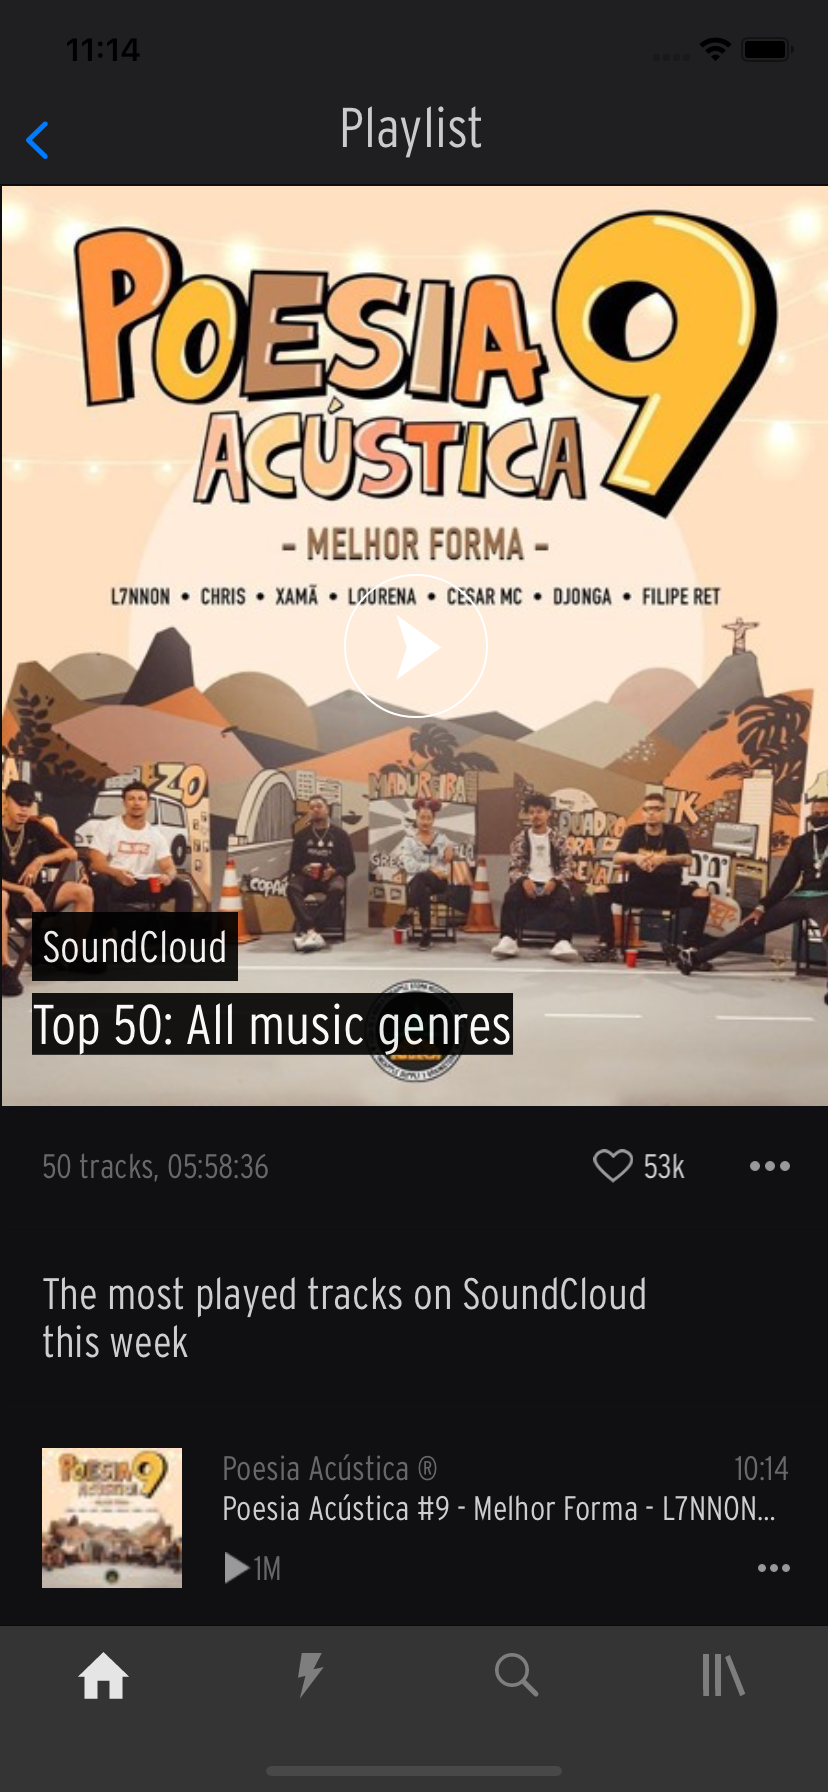 11:14
Playlist
POESIA 9
ACÚSTICA
- MELHOR FORMA -
L7NNON • CHRIS • XAMÃ • LOURENA • CESAR MC • DJONGA • FILIPE RET
MADUREIRA
COPA
SoundCloud
Top 50: All music genres
50 tracks, 05:58:36
53k
The most played tracks on SoundCloud
this week
Poesia Acústica ®
10:14
Poesia Acústica #9 - Melhor Forma - L7NNON...
1M